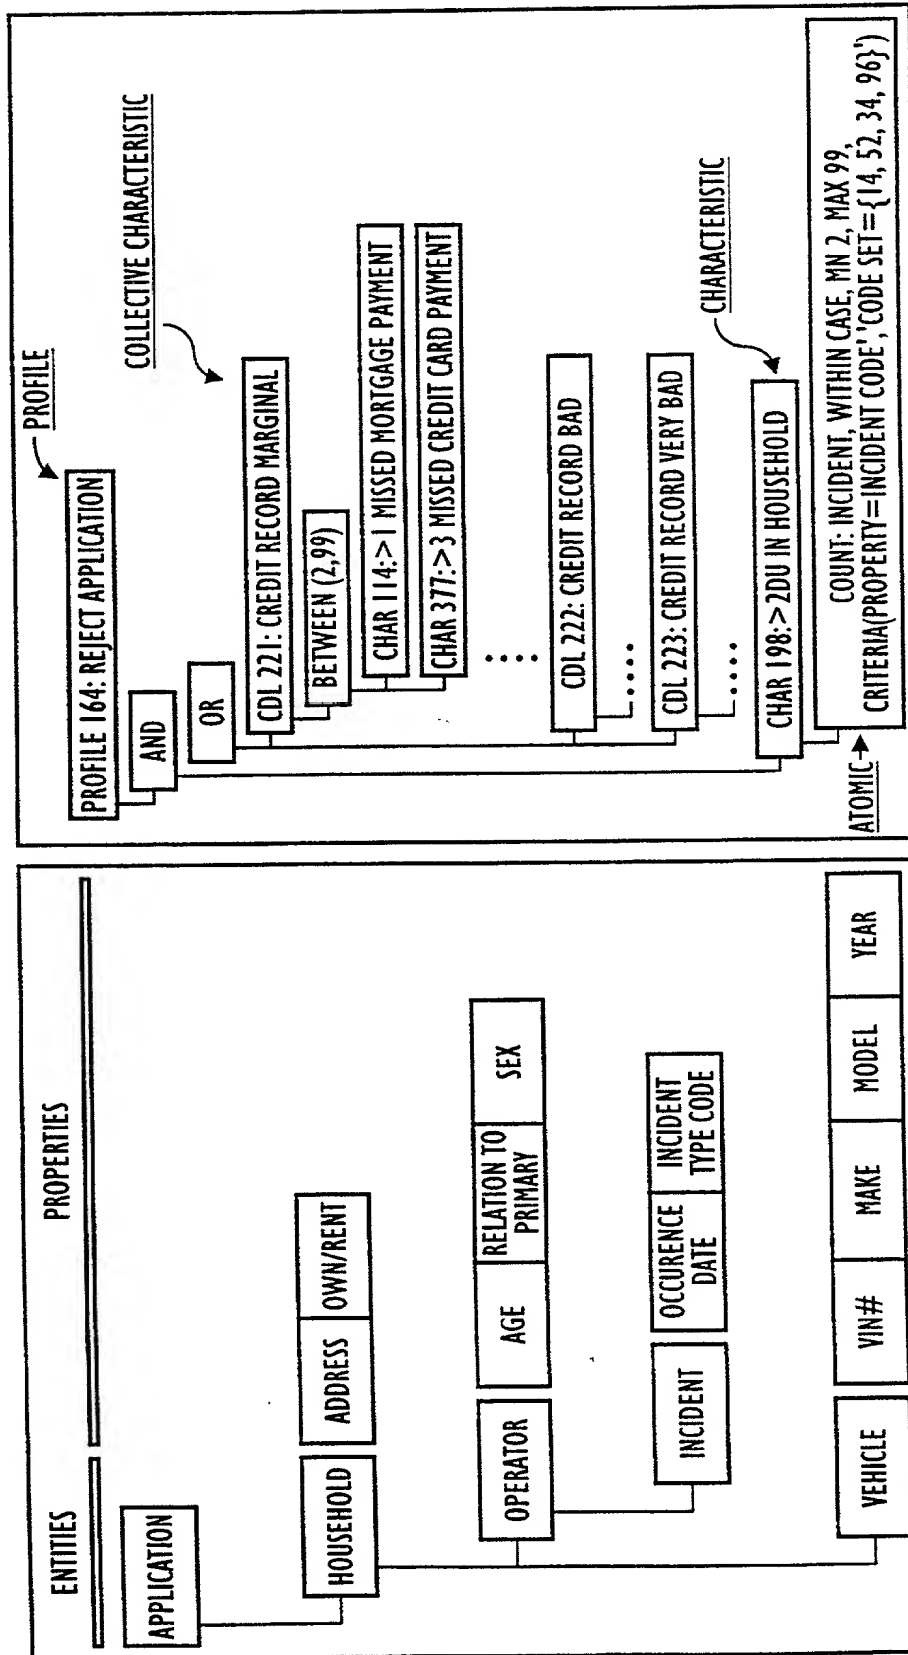 ENTITIES
PROPERTIES
APPLICATION
HOUSEHOLD
ADDRESS
OWN/RENT
OPERATOR
AGE
RELATION TO
PRIMARY
SEX
INCIDENT
OCCURENCE
DATE
INCIDENT
TYPE CODE
VEHICLE
VIN#
MAKE
MODEL
YEAR
PROFILE
PROFILE 164: REJECT APPLICATION
AND
OR
COLLECTIVE CHARACTERISTIC
CDL 221: CREDIT RECORD MARGINAL
BETWEEN (2,99)
CHAR 114:>1 MISSED MORTGAGE PAYMENT
CHAR 377:>3 MISSED CREDIT CARD PAYMENT
CDL 222: CREDIT RECORD BAD
CDL 223: CREDIT RECORD VERY BAD
CHARACTERISTIC
CHAR 198:>2DU IN HOUSEHOLD
ATOMIC
COUNT: INCIDENT, WITHIN CASE, MN 2, MAX 99,
CRITERIA(PROPERTY=INCIDENT CODE','CODE SET={14, 52, 34, 96}')